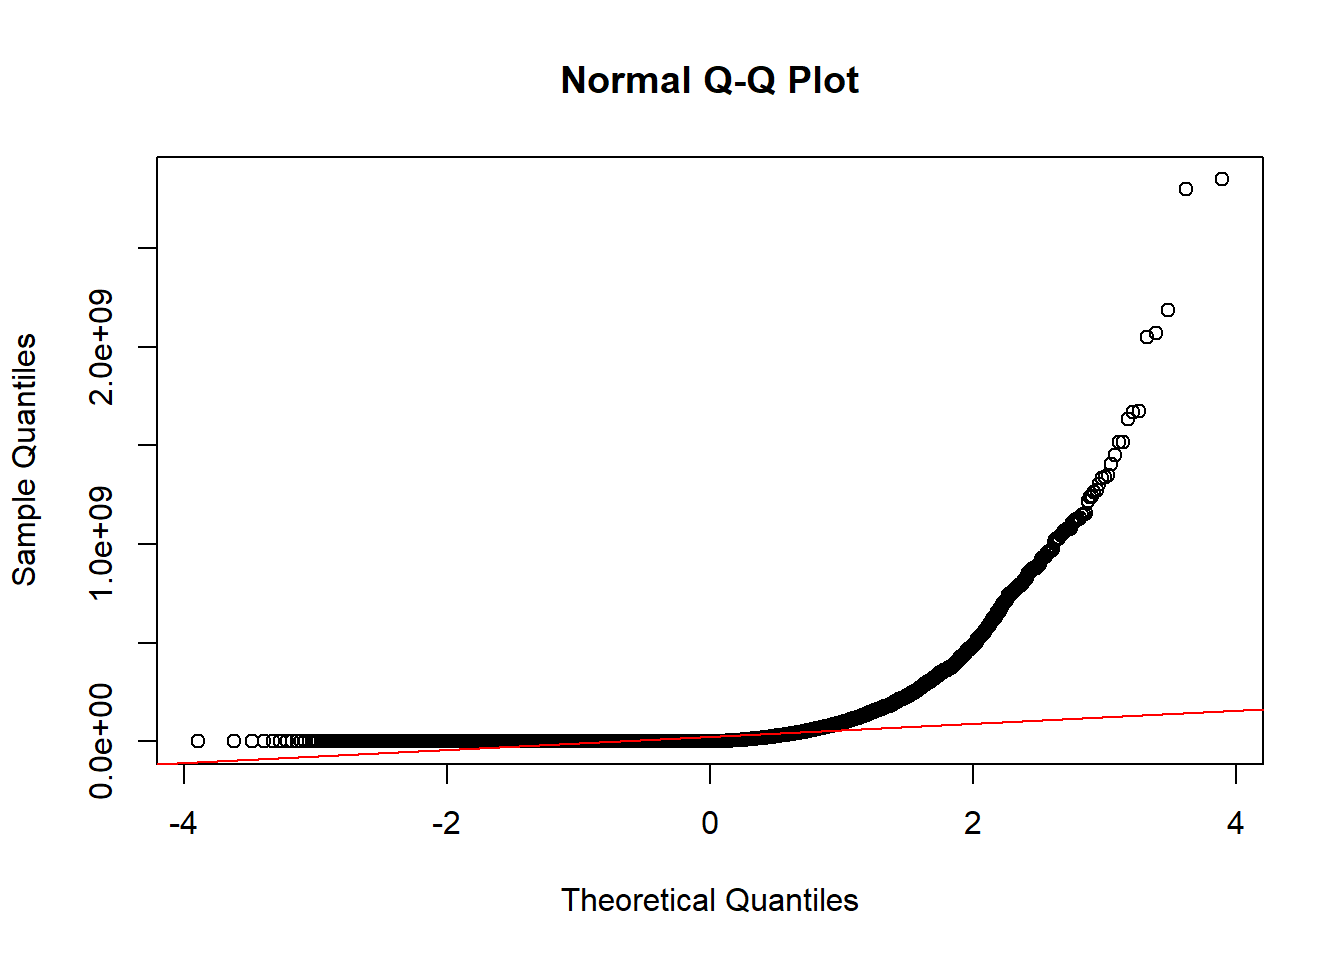 Normal Q-Q Plot
Sample Quantiles
2.0e+09
1.0e+09
0.0e+00
-4 -2 0 2 4
Theoretical Quantiles